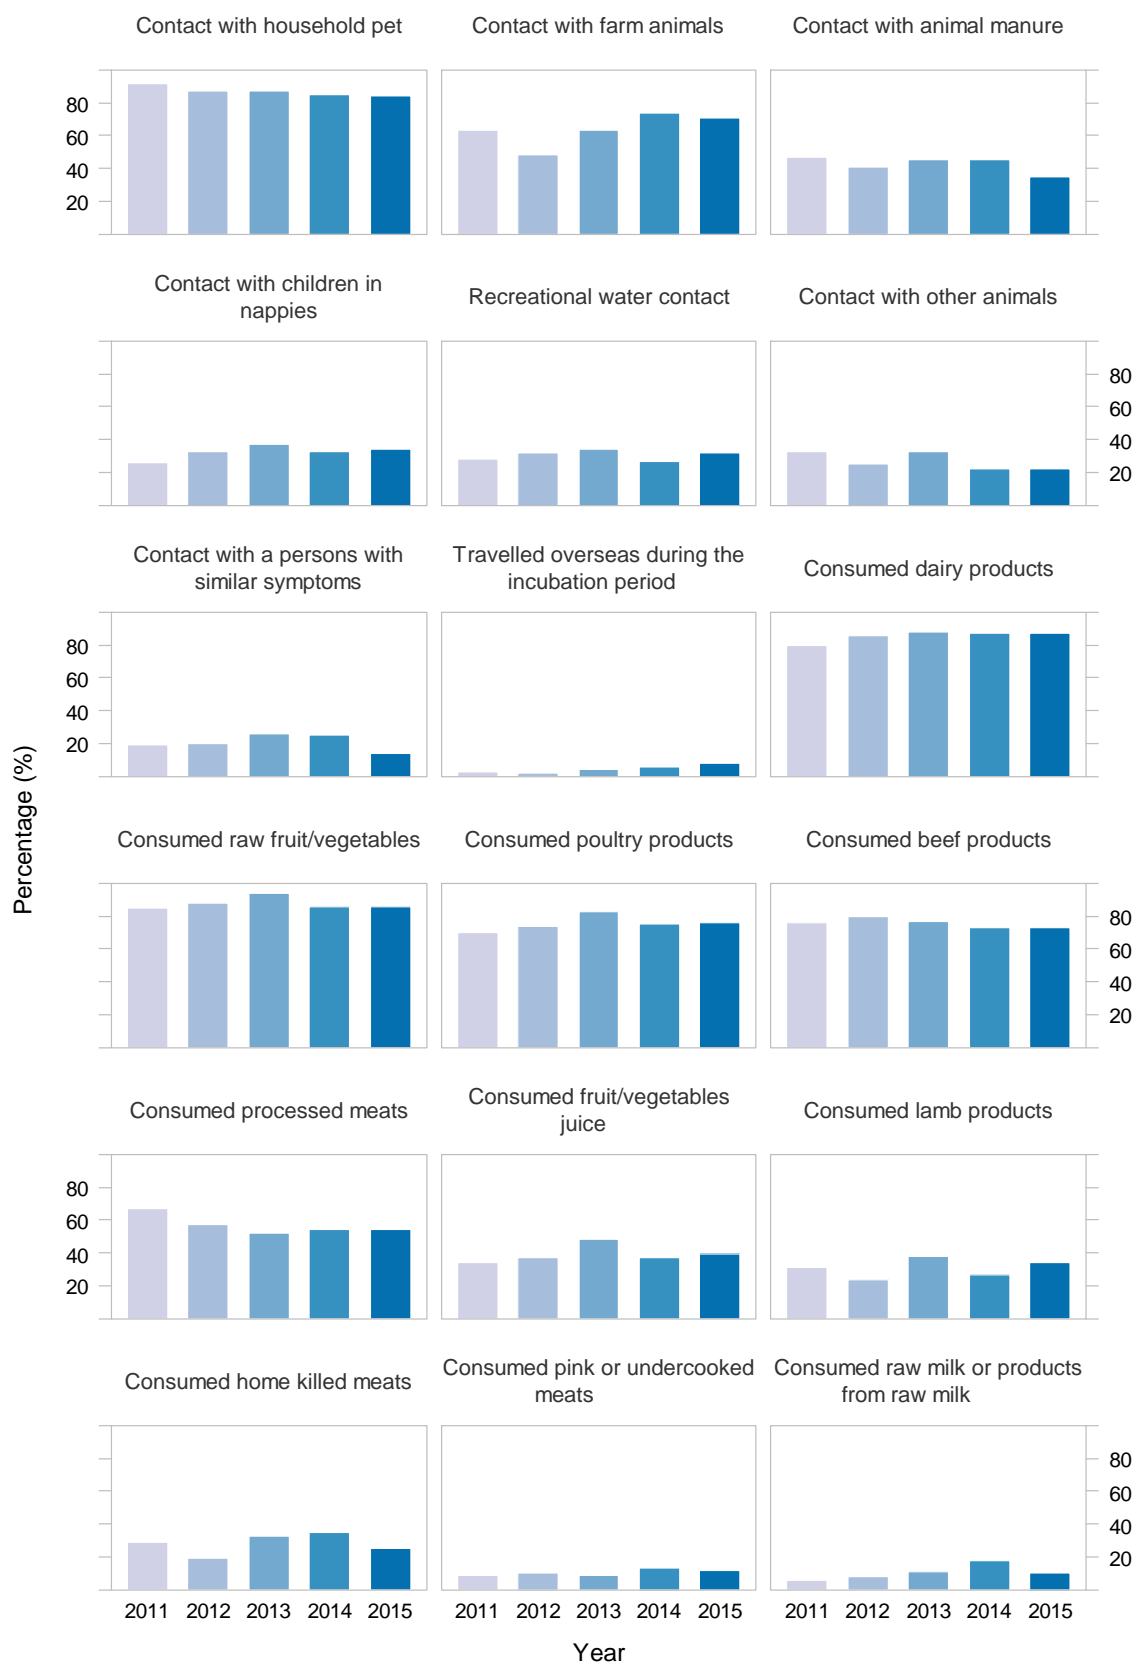 Contact with household pet
Contact with farm animals
Contact with animal manure
80
60
40
20
Contact with children in
nappies
Recreational water contact
Contact with other animals
80
60
40
20
Contact with a persons with
similar symptoms
Travelled overseas during the
incubation period
Consumed dairy products
80
60
40
20
Percentage (%)
Consumed raw fruit/vegetables
Consumed poultry products
Consumed beef products
80
60
40
20
Consumed processed meats
Consumed fruit/vegetables
juice
Consumed lamb products
80
60
40
20
Consumed home killed meats
Consumed pink or undercooked
meats
Consumed raw milk or products
from raw milk
80
60
40
20
2011 2012 2013 2014 2015
2011 2012 2013 2014 2015
2011 2012 2013 2014 2015
Year